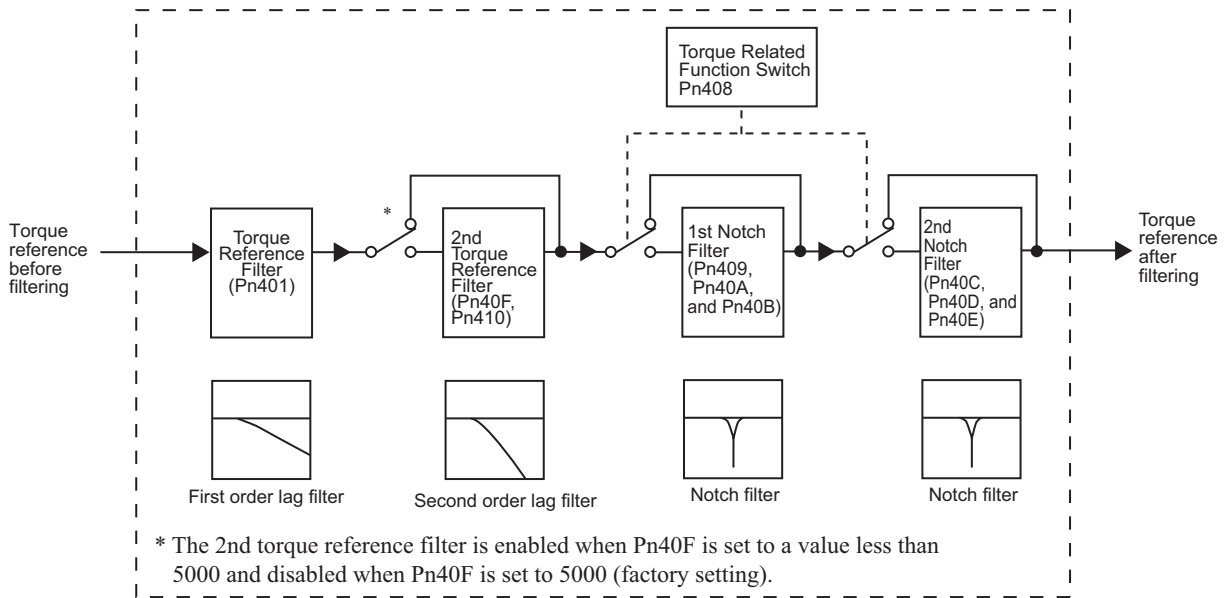 Torque Related
Function Switch
Pn408
Torque
reference
before
filtering
Torque
Reference
Filter
(Pn401)
*
2nd
Torque
Reference
Filter
(Pn40F,
Pn410)
1st Notch
Filter
(Pn409,
Pn40A,
and Pn40B)
2nd
Notch
Filter
(Pn40C,
Pn40D, and
Pn40E)
Torque
reference
after
filtering
First order lag filter
Second order lag filter
Notch filter
Notch filter
* The 2nd torque reference filter is enabled when Pn40F is set to a value less than
5000 and disabled when Pn40F is set to 5000 (factory setting).